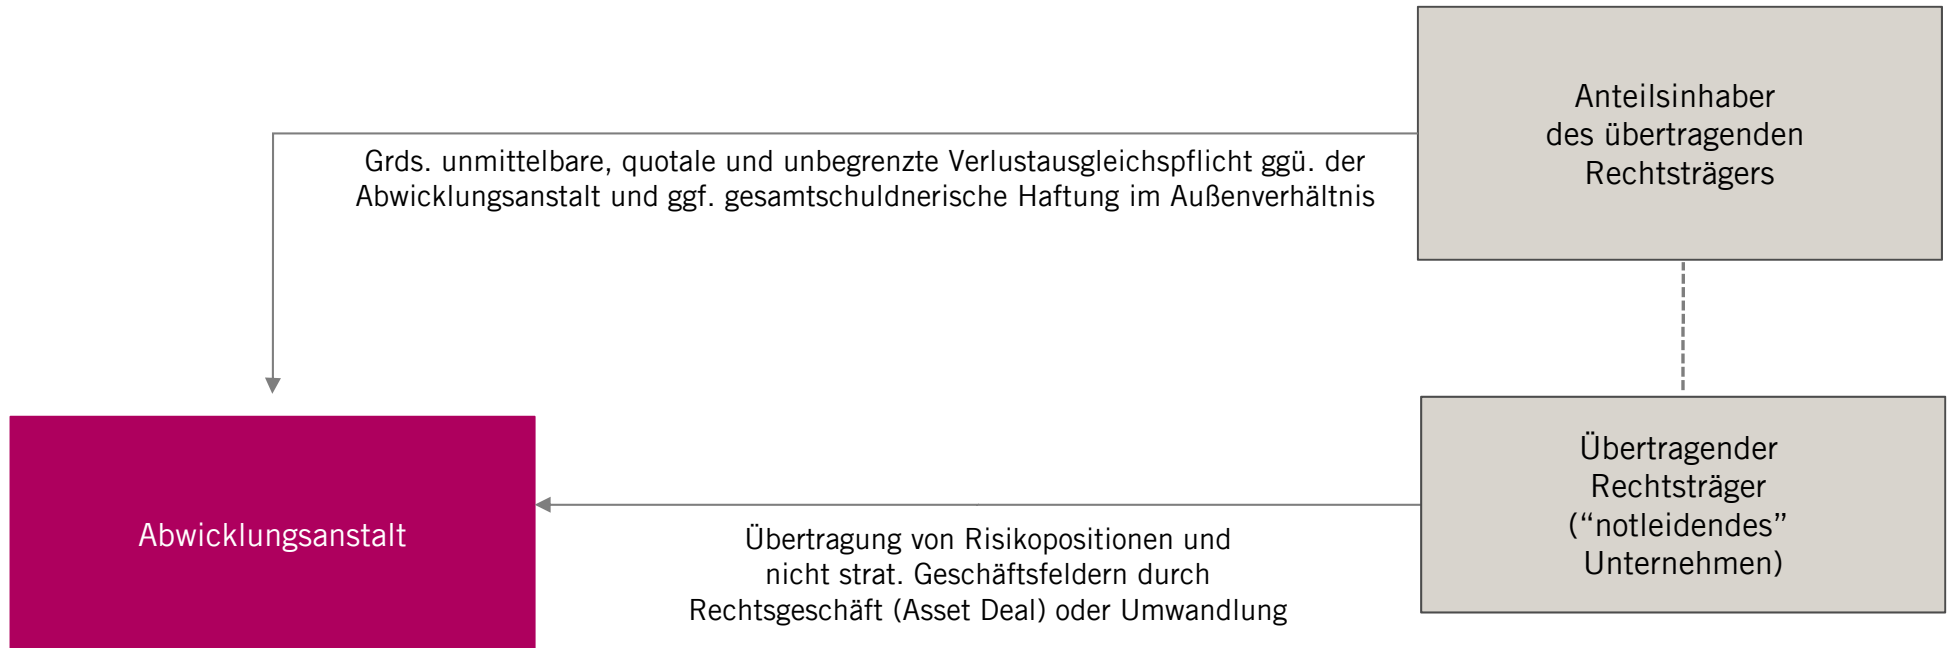 Anteilsinhaber
des übertragenden
Rechtsträgers
Grds. unmittelbare, quotale und unbegrenzte Verlustausgleichspflicht ggü. der
Abwicklungsanstalt und ggf. gesamtschuldnerische Haftung im Außenverhältnis
Übertragender
Rechtsträger
(“notleidendes”
Unternehmen)
Abwicklungsanstalt
Übertragung von Risikopositionen und
nicht strat. Geschäftsfeldern durch
Rechtsgeschäft (Asset Deal) oder Umwandlung